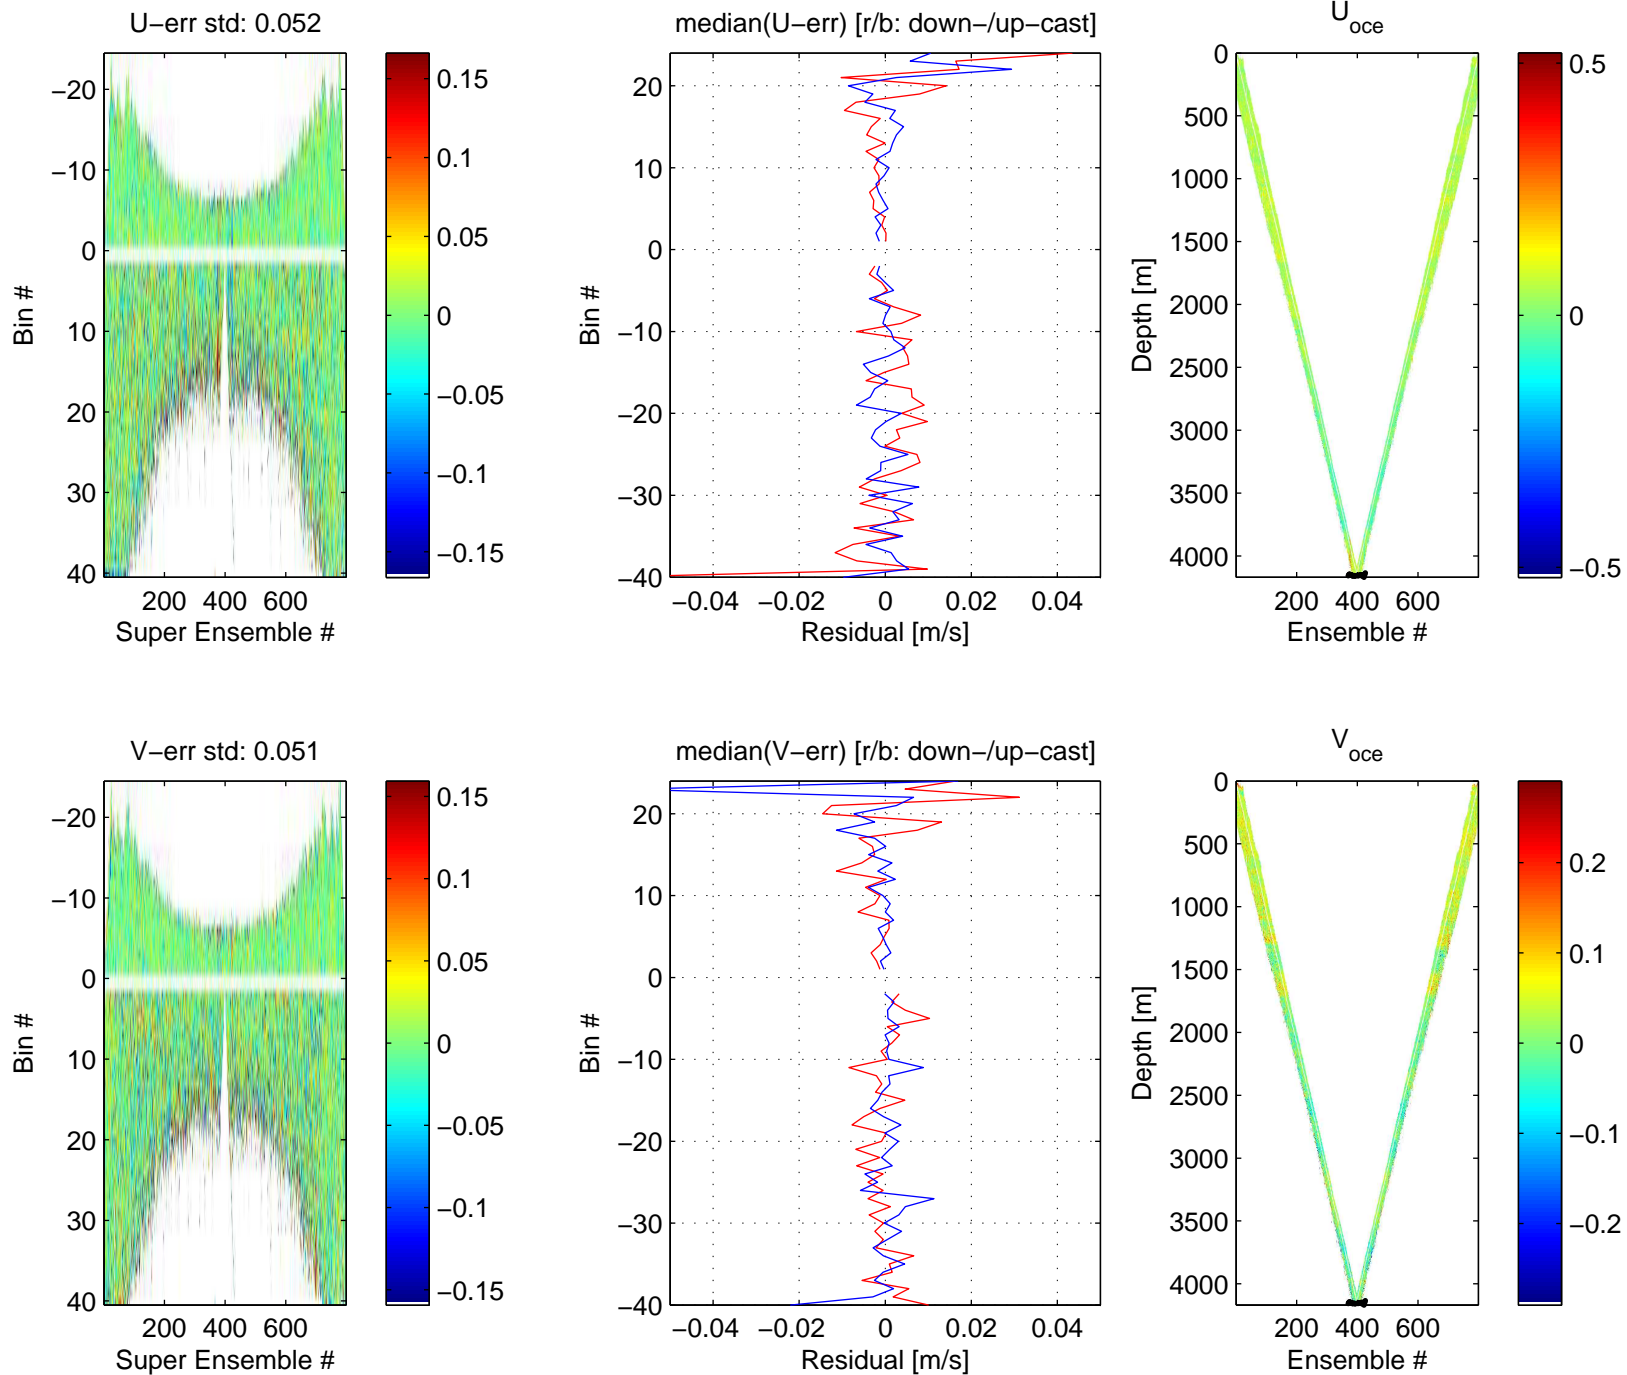 U−err std: 0.052
−20
−10
0
10
20
30
40
Bin #
200 400 600
Super Ensemble #
0.15
0.1
0.05
0
−0.05
−0.1
−0.15
median(U−err) [r/b: down−/up−cast]
20
10
0
−10
−20
−30
−40
Bin #
−0.04 −0.02 0 0.02 0.04
Residual [m/s]
U_oce
0
500
1000
1500
2000
2500
3000
3500
4000
Depth [m]
200 400 600
Ensemble #
0.5
0
−0.5
V−err std: 0.051
−20
−10
0
10
20
30
40
Bin #
200 400 600
Super Ensemble #
0.15
0.1
0.05
0
−0.05
−0.1
−0.15
median(V−err) [r/b: down−/up−cast]
20
10
0
−10
−20
−30
−40
Bin #
−0.04 −0.02 0 0.02 0.04
Residual [m/s]
V_oce
0
500
1000
1500
2000
2500
3000
3500
4000
Depth [m]
200 400 600
Ensemble #
0.2
0.1
0
−0.1
−0.2